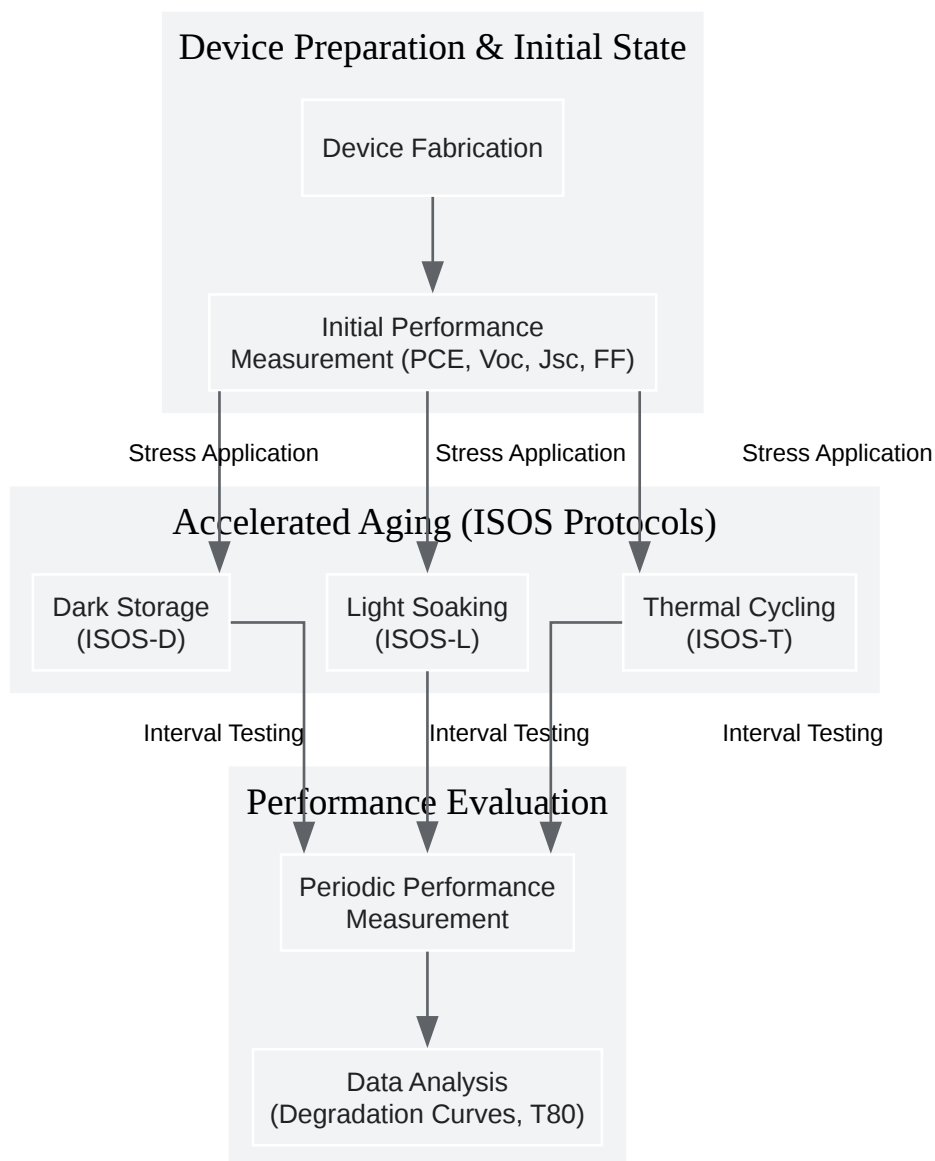 Device Preparation & Initial State
Device Fabrication
Initial Performance
Measurement (PCE, Voc, Jsc, FF)
Stress Application
Stress Application
Stress Application
Accelerated Aging (ISOS Protocols)
Dark Storage
(ISOS-D)
Light Soaking
(ISOS-L)
Thermal Cycling
(ISOS-T)
Interval Testing
Interval Testing
Interval Testing
Performance Evaluation
Periodic Performance
Measurement
Data Analysis
(Degradation Curves, T80)